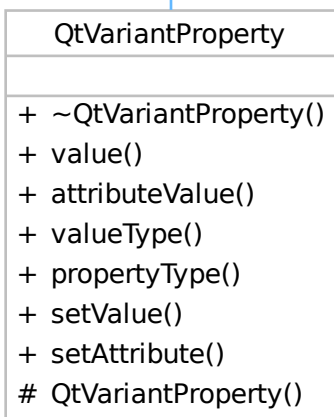 QtVariantProperty
+ ~QtVariantProperty()
+ value()
+ attributeValue()
+ valueType()
+ propertyType()
+ setValue()
+ setAttribute()
# QtVariantProperty()